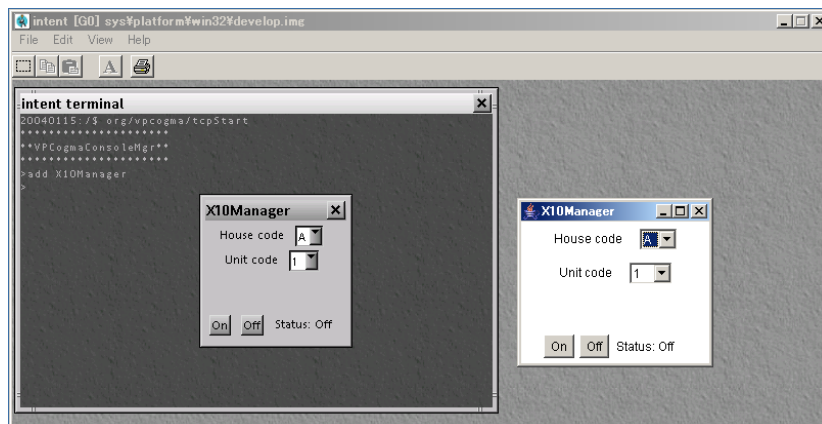 intent [G0] sys¥platform¥win32¥develop.img
File Edit View Help
A
intent terminal
20040115:/$ org/vpcogma/tcpStart
*********************
**VPCogmaConsoleMgr**
*********************
>add X10Manager
>
X10Manager
House code A
Unit code 1
On Off Status: Off
X10Manager
House code A
Unit code 1
On Off Status: Off